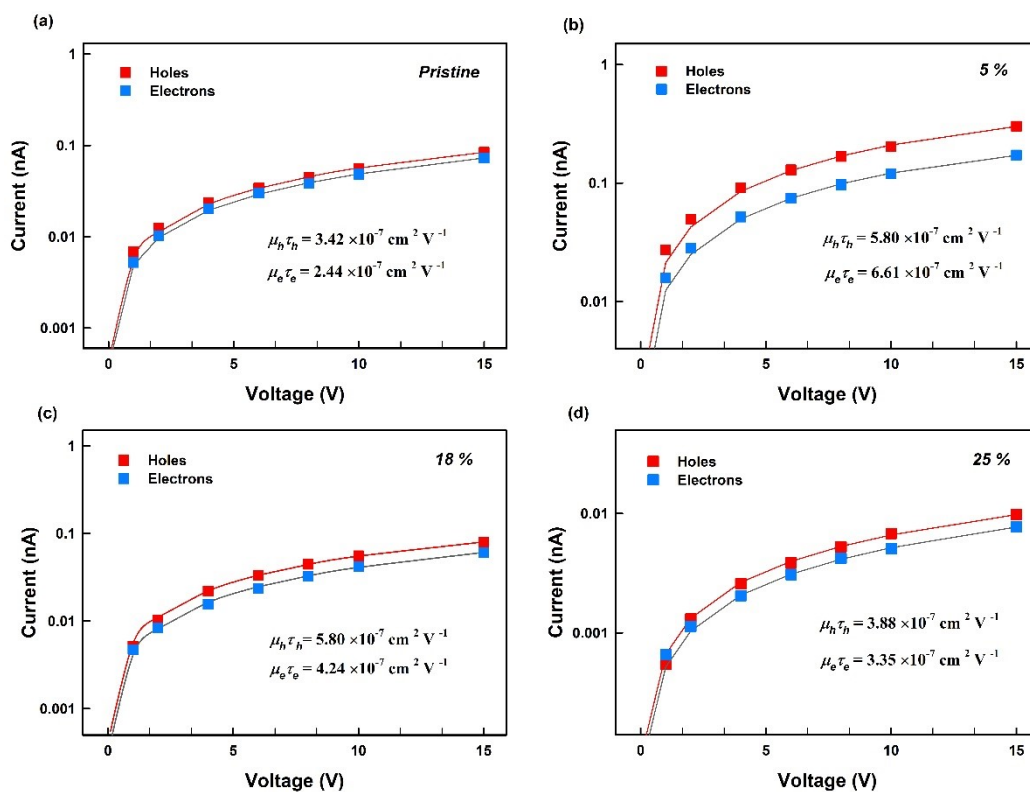 (a)
Pristine
Holes
Electrons
1
0.1
0.01
0.001
Current (nA)
μhτh = 3.42 ×10-7 cm 2 V -1
μeτe = 2.44 ×10-7 cm 2 V -1
0 5 10 15
Voltage (V)
(b)
5 %
Holes
Electrons
1
0.1
0.01
Current (nA)
μhτh = 5.80 ×10-7 cm 2 V -1
μeτe = 6.61 ×10-7 cm 2 V -1
0 5 10 15
Voltage (V)
(c)
18 %
Holes
Electrons
1
0.1
0.01
0.001
Current (nA)
μhτh = 5.80 ×10-7 cm 2 V -1
μeτe = 4.24 ×10-7 cm 2 V -1
0 5 10 15
Voltage (V)
(d)
25 %
Holes
Electrons
0.01
0.001
Current (nA)
μhτh = 3.88 ×10-7 cm 2 V -1
μeτe = 3.35 ×10-7 cm 2 V -1
0 5 10 15
Voltage (V)